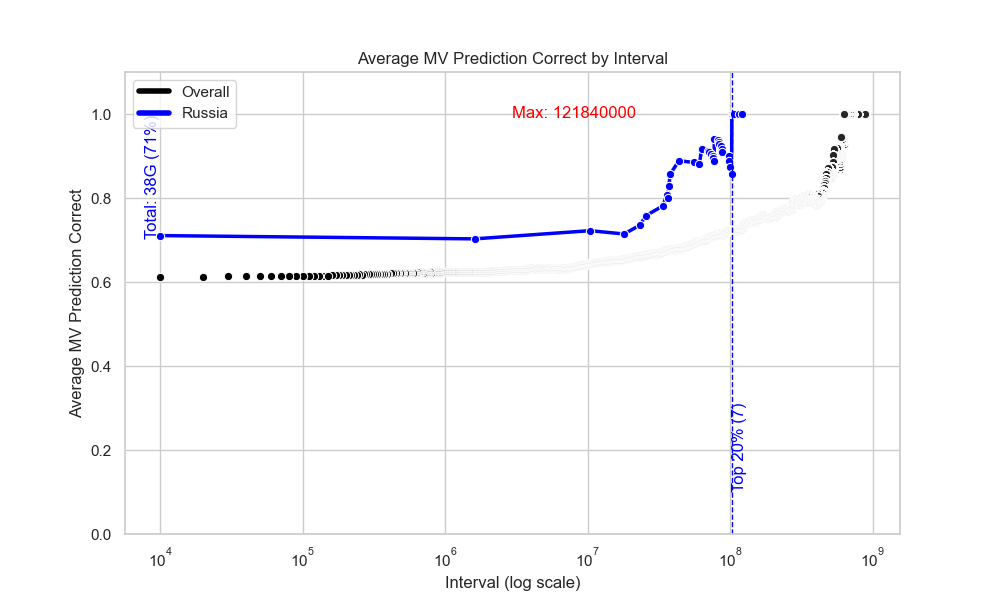 Average MV Prediction Correct by Interval
Overall
Russia
Max: 121840000
Total: 38G (71%)
Top 20% (7)
Average MV Prediction Correct
1.0
0.8
0.6
0.4
0.2
0.0
10^4
10^5
10^6
10^7
10^8
10^9
Interval (log scale)